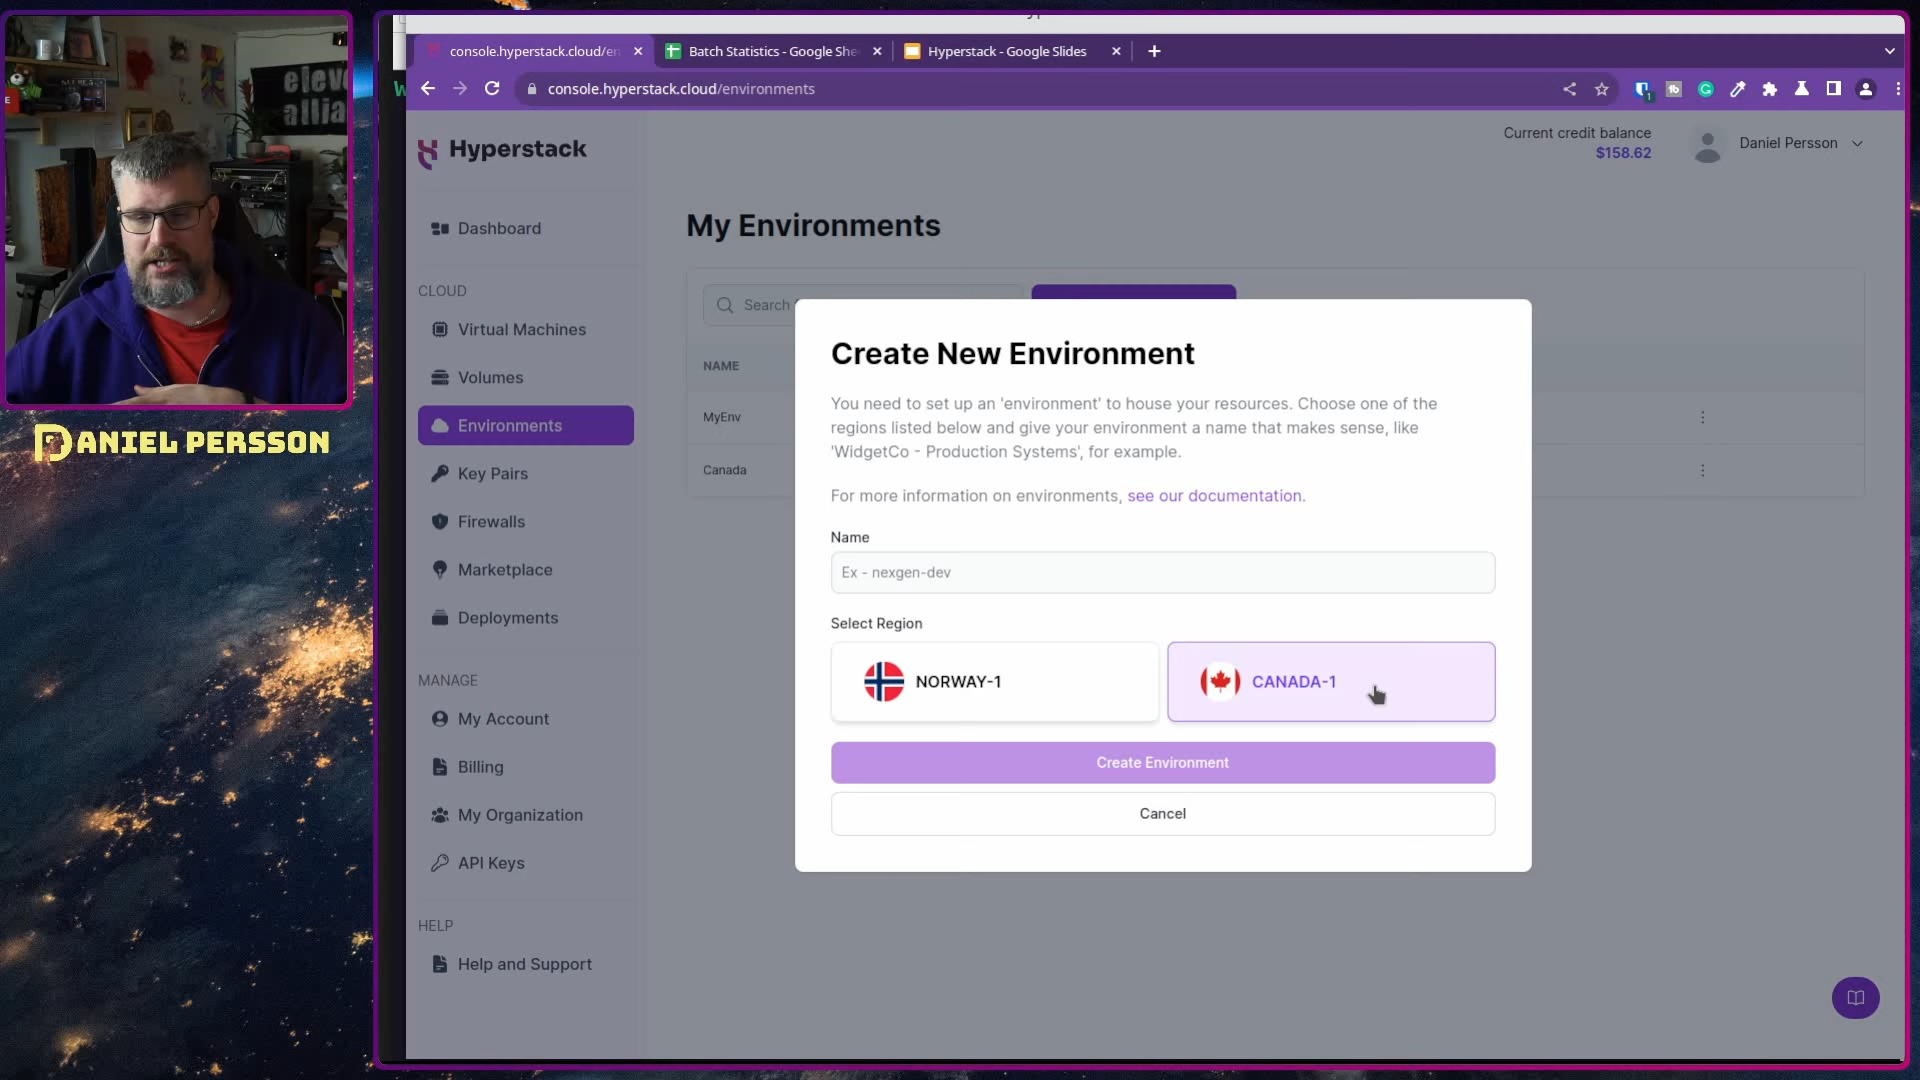 console.hyperstack.cloud/en
Batch Statistics - Google She
Hyperstack - Google Slides
console.hyperstack.cloud/environments
Hyperstack
Current credit balance
$158.62
Daniel Persson
Dashboard
CLOUD
Virtual Machines
Volumes
Environments
Key Pairs
Firewalls
Marketplace
Deployments
MANAGE
My Account
Billing
My Organization
API Keys
HELP
Help and Support
My Environments
Search
NAME
MyEnv
Canada
Create New Environment
You need to set up an 'environment' to house your resources. Choose one of the
regions listed below and give your environment a name that makes sense, like
'WidgetCo - Production Systems', for example.
For more information on environments, see our documentation.
Name
Ex - nexgen-dev
Select Region
NORWAY-1
CANADA-1
Create Environment
Cancel
DANIEL PERSSON